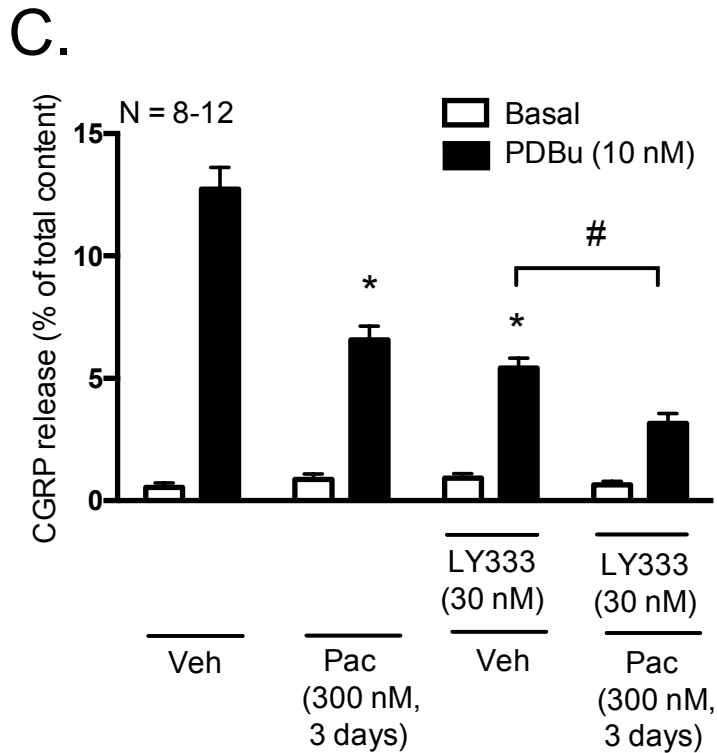 C.
N = 8-12
Basal
PDBu (10 nM)
CGRP release (% of total content)
15
10
5
0
#
*
*
LY333
(30 nM)
LY333
(30 nM)
Veh
Pac
(300 nM,
3 days)
Veh
Pac
(300 nM,
3 days)